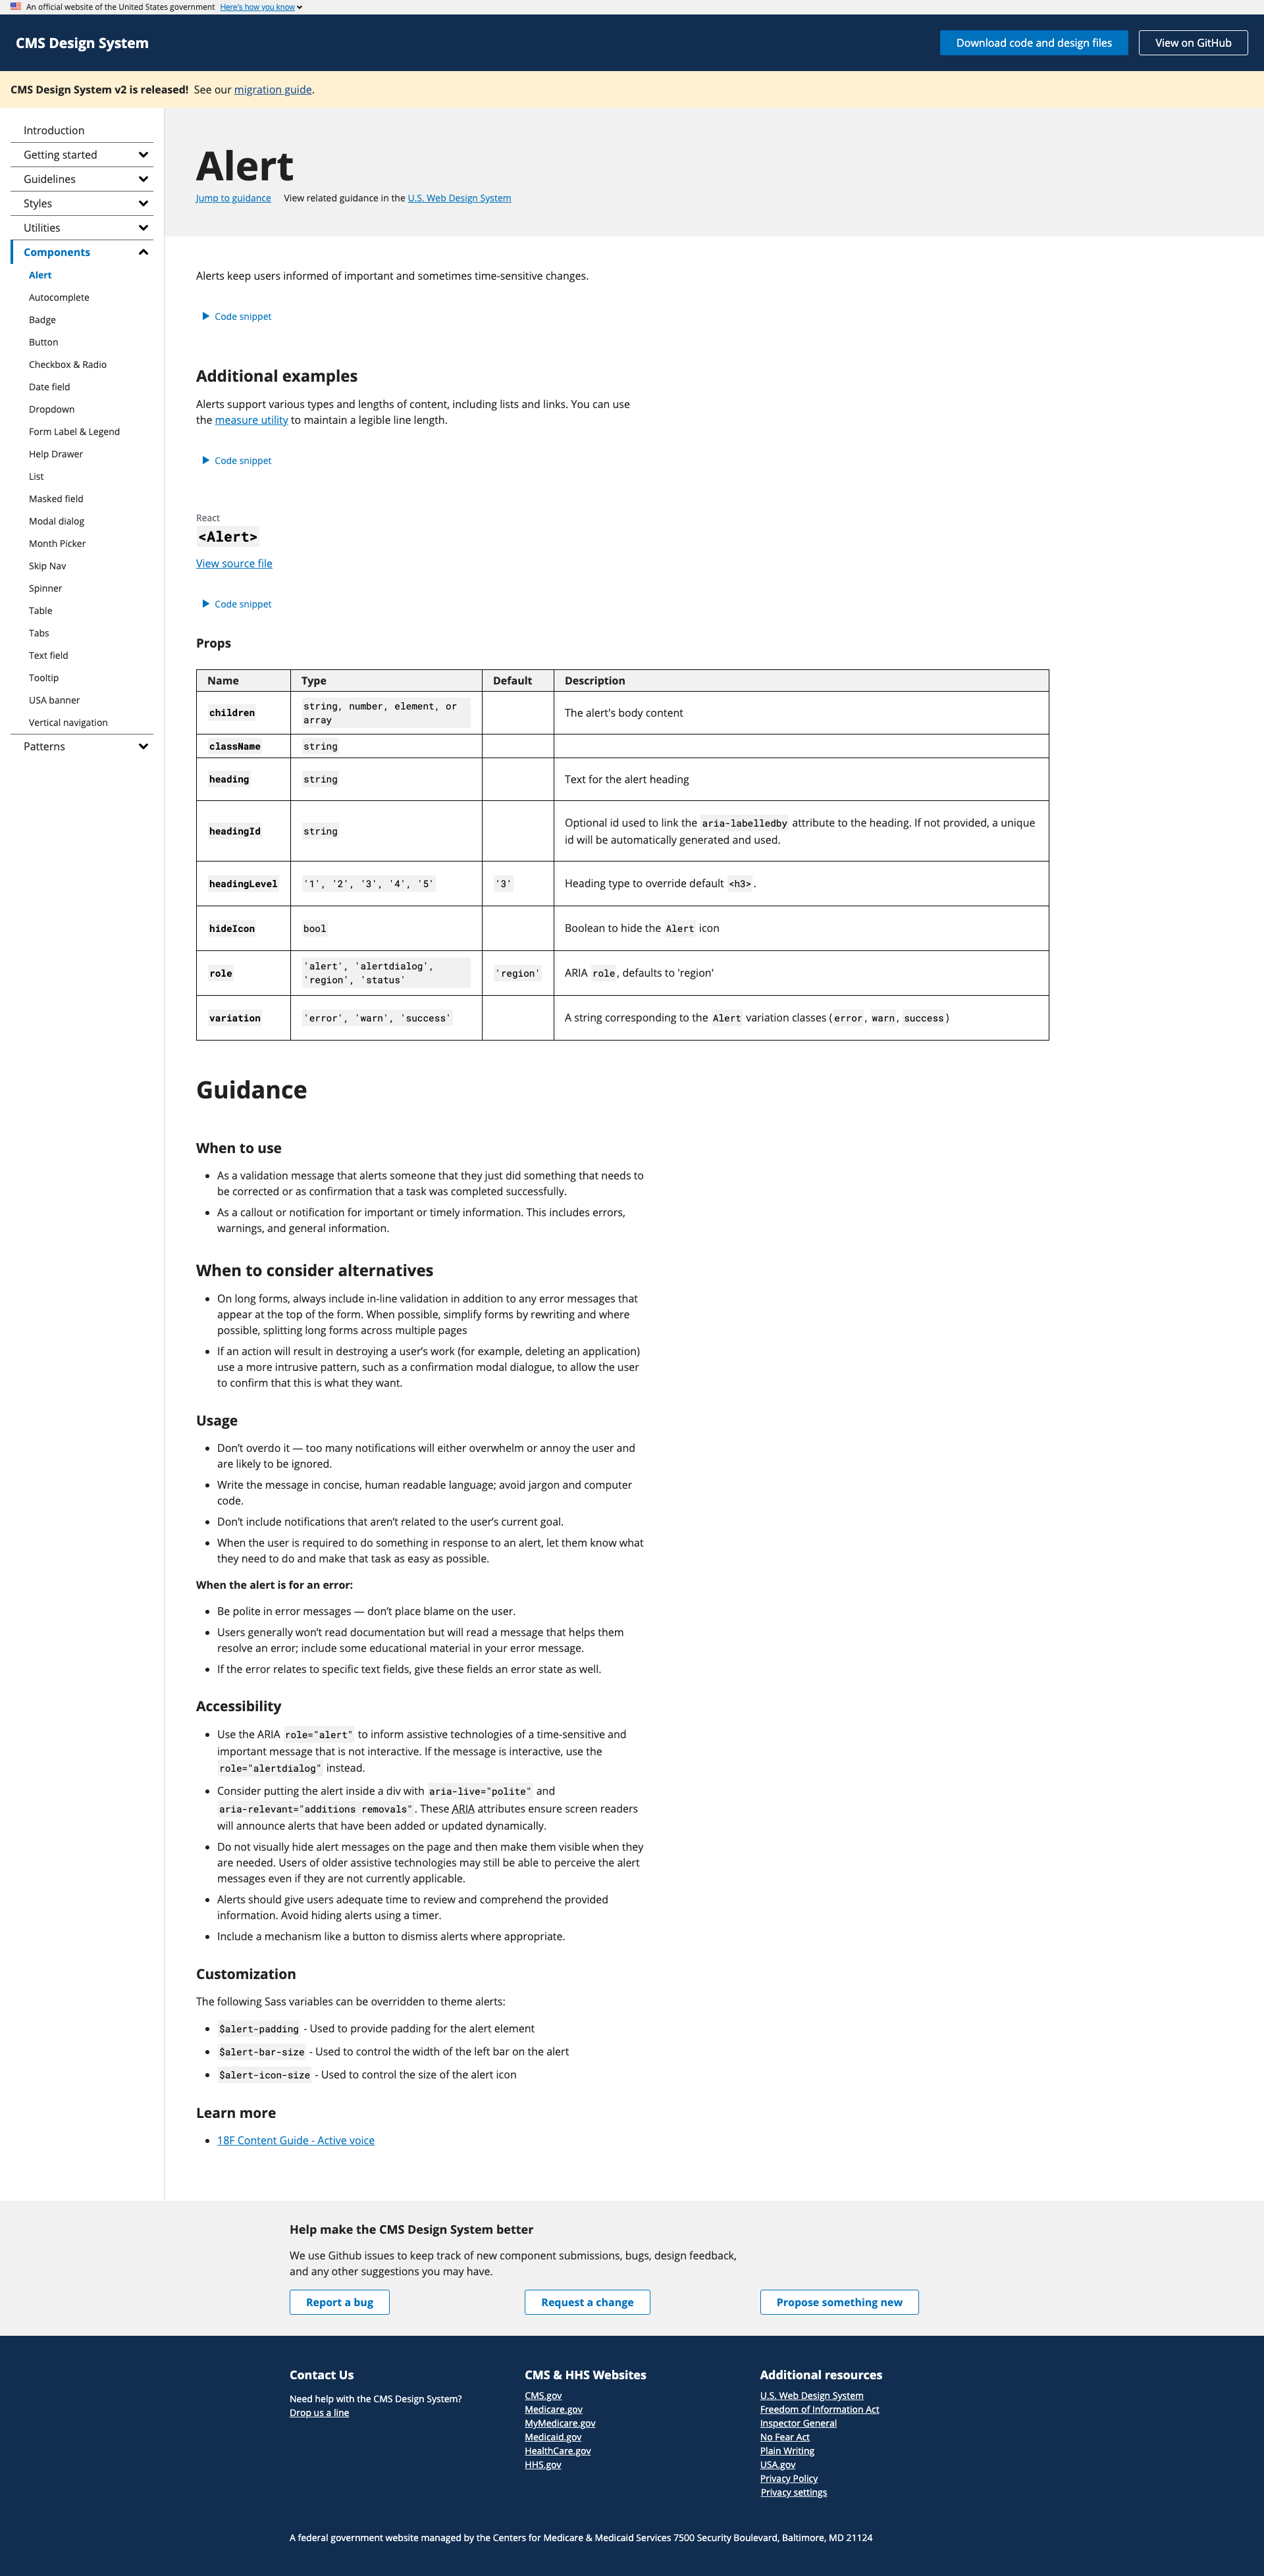 An official website of the United States government Here's how you know
CMS Design System
Download code and design files
View on GitHub
CMS Design System v2 is released! See our migration guide.
Introduction
Getting started
Guidelines
Styles
Utilities
Components
Alert
Autocomplete
Badge
Button
Checkbox & Radio
Date field
Dropdown
Form Label & Legend
Help Drawer
List
Masked field
Modal dialog
Month Picker
Skip Nav
Spinner
Table
Tabs
Text field
Tooltip
USA banner
Vertical navigation
Patterns
Alert
Jump to guidance View related guidance in the U.S. Web Design System
Alerts keep users informed of important and sometimes time-sensitive changes.
Code snippet
Additional examples
Alerts support various types and lengths of content, including lists and links. You can use
the measure utility to maintain a legible line length.
Code snippet
React
<Alert>
View source file
Code snippet
Props
Name Type Default Description
children string, number, element, or The alert's body content
array
className string
heading string Text for the alert heading
headingId string Optional id used to link the aria-labelledby attribute to the heading. If not provided, a unique
id will be automatically generated and used.
headingLevel '1', '2', '3', '4', '5' '3' Heading type to override default <h3>.
hideIcon bool Boolean to hide the Alert icon
role 'alert', 'alertdialog', 'region' ARIA role, defaults to 'region'
'region', 'status'
variation 'error', 'warn', 'success' A string corresponding to the Alert variation classes (error, warn, success)
Guidance
When to use
• As a validation message that alerts someone that they just did something that needs to
be corrected or as confirmation that a task was completed successfully.
• As a callout or notification for important or timely information. This includes errors,
warnings, and general information.
When to consider alternatives
• On long forms, always include in-line validation in addition to any error messages that
appear at the top of the form. When possible, simplify forms by rewriting and where
possible, splitting long forms across multiple pages
• If an action will result in destroying a user’s work (for example, deleting an application)
use a more intrusive pattern, such as a confirmation modal dialogue, to allow the user
to confirm that this is what they want.
Usage
• Don’t overdo it — too many notifications will either overwhelm or annoy the user and
are likely to be ignored.
• Write the message in concise, human readable language; avoid jargon and computer
code.
• Don’t include notifications that aren’t related to the user’s current goal.
• When the user is required to do something in response to an alert, let them know what
they need to do and make that task as easy as possible.
When the alert is for an error:
• Be polite in error messages — don’t place blame on the user.
• Users generally won’t read documentation but will read a message that helps them
resolve an error; include some educational material in your error message.
• If the error relates to specific text fields, give these fields an error state as well.
Accessibility
• Use the ARIA role="alert" to inform assistive technologies of a time-sensitive and
important message that is not interactive. If the message is interactive, use the
role="alertdialog" instead.
• Consider putting the alert inside a div with aria-live="polite" and
aria-relevant="additions removals". These ARIA attributes ensure screen readers
will announce alerts that have been added or updated dynamically.
• Do not visually hide alert messages on the page and then make them visible when they
are needed. Users of older assistive technologies may still be able to perceive the alert
messages even if they are not currently applicable.
• Alerts should give users adequate time to review and comprehend the provided
information. Avoid hiding alerts using a timer.
• Include a mechanism like a button to dismiss alerts where appropriate.
Customization
The following Sass variables can be overridden to theme alerts:
• $alert-padding - Used to provide padding for the alert element
• $alert-bar-size - Used to control the width of the left bar on the alert
• $alert-icon-size - Used to control the size of the alert icon
Learn more
• 18F Content Guide - Active voice
Help make the CMS Design System better
We use Github issues to keep track of new component submissions, bugs, design feedback,
and any other suggestions you may have.
Report a bug
Request a change
Propose something new
Contact Us
Need help with the CMS Design System?
Drop us a line
CMS & HHS Websites
CMS.gov
Medicare.gov
MyMedicare.gov
Medicaid.gov
HealthCare.gov
HHS.gov
Additional resources
U.S. Web Design System
Freedom of Information Act
Inspector General
No Fear Act
Plain Writing
USA.gov
Privacy Policy
Privacy settings
A federal government website managed by the Centers for Medicare & Medicaid Services 7500 Security Boulevard, Baltimore, MD 21124